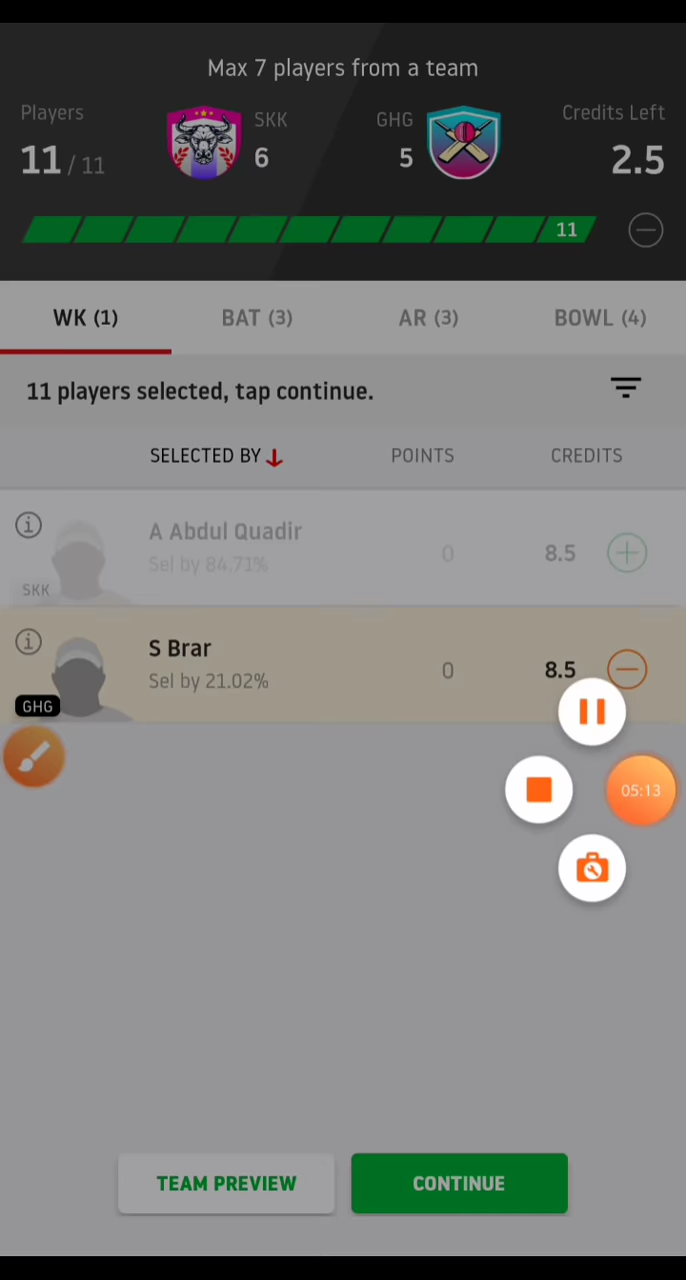 Max 7 players from a team
Players SKK GHG Credits Left
11 / 11 6 5 2.5
11
WK (1) BAT (3) AR (3) BOWL (4)
11 players selected, tap continue.
SELECTED BY POINTS CREDITS
A Abdul Quadir
Sel by 84.71% 0 8.5
SKK
S Brar
Sel by 21.02% 0 8.5
GHG
05:13
TEAM PREVIEW CONTINUE